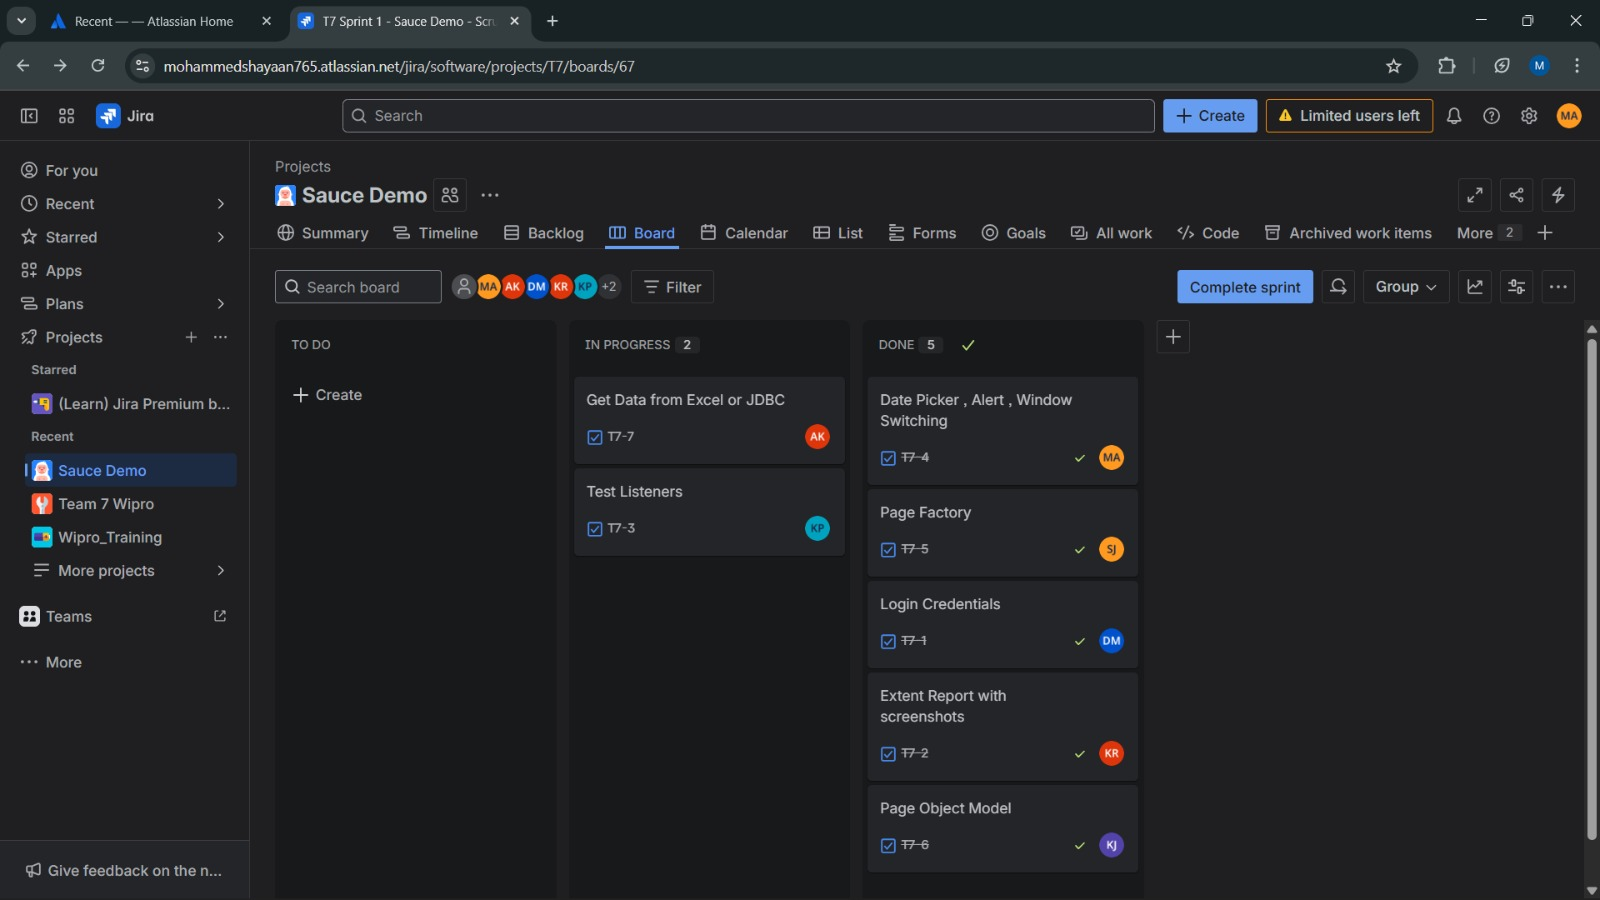 Recent — — Atlassian Home
T7 Sprint 1 - Sauce Demo - Scru
mohammedshayaan765.atlassian.net/jira/software/projects/T7/boards/67
M
Jira
Search
Create
Limited users left
MA
For you
Recent
Starred
Apps
Plans
Projects
Starred
(Learn) Jira Premium b...
Recent
Sauce Demo
Team 7 Wipro
Wipro_Training
More projects
Teams
More
Give feedback on the n...
Projects
Sauce Demo
Summary
Timeline
Backlog
Board
Calendar
List
Forms
Goals
All work
Code
Archived work items
More 2
Search board
MA AK DM KR KP +2
Filter
Complete sprint
Group
TO DO
Create
IN PROGRESS 2
Get Data from Excel or JDBC
T7-7
AK
Test Listeners
T7-3
KP
DONE 5
Date Picker , Alert , Window
Switching
T7-4
MA
Page Factory
T7-5
SJ
Login Credentials
T7-1
DM
Extent Report with
screenshots
T7-2
KR
Page Object Model
T7-6
KJ